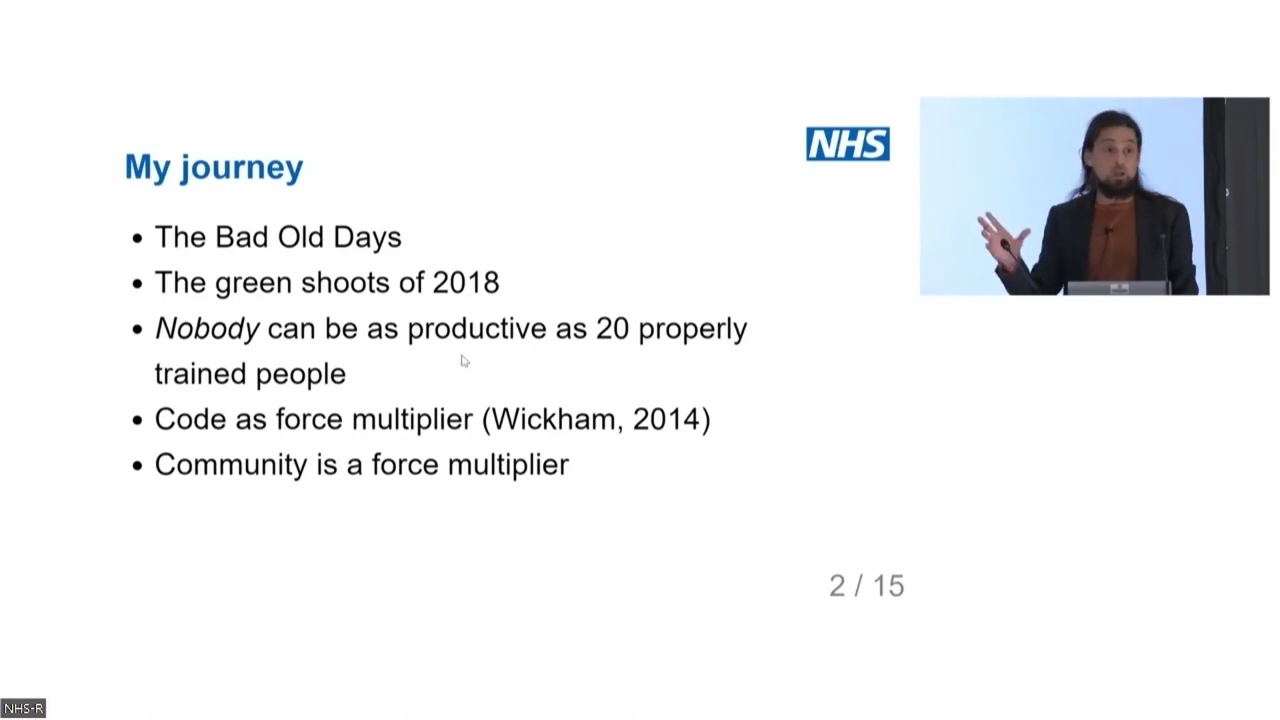 My journey
NHS
• The Bad Old Days
• The green shoots of 2018
• Nobody can be as productive as 20 properly
trained people
• Code as force multiplier (Wickham, 2014)
• Community is a force multiplier
2 / 15
NHS-R